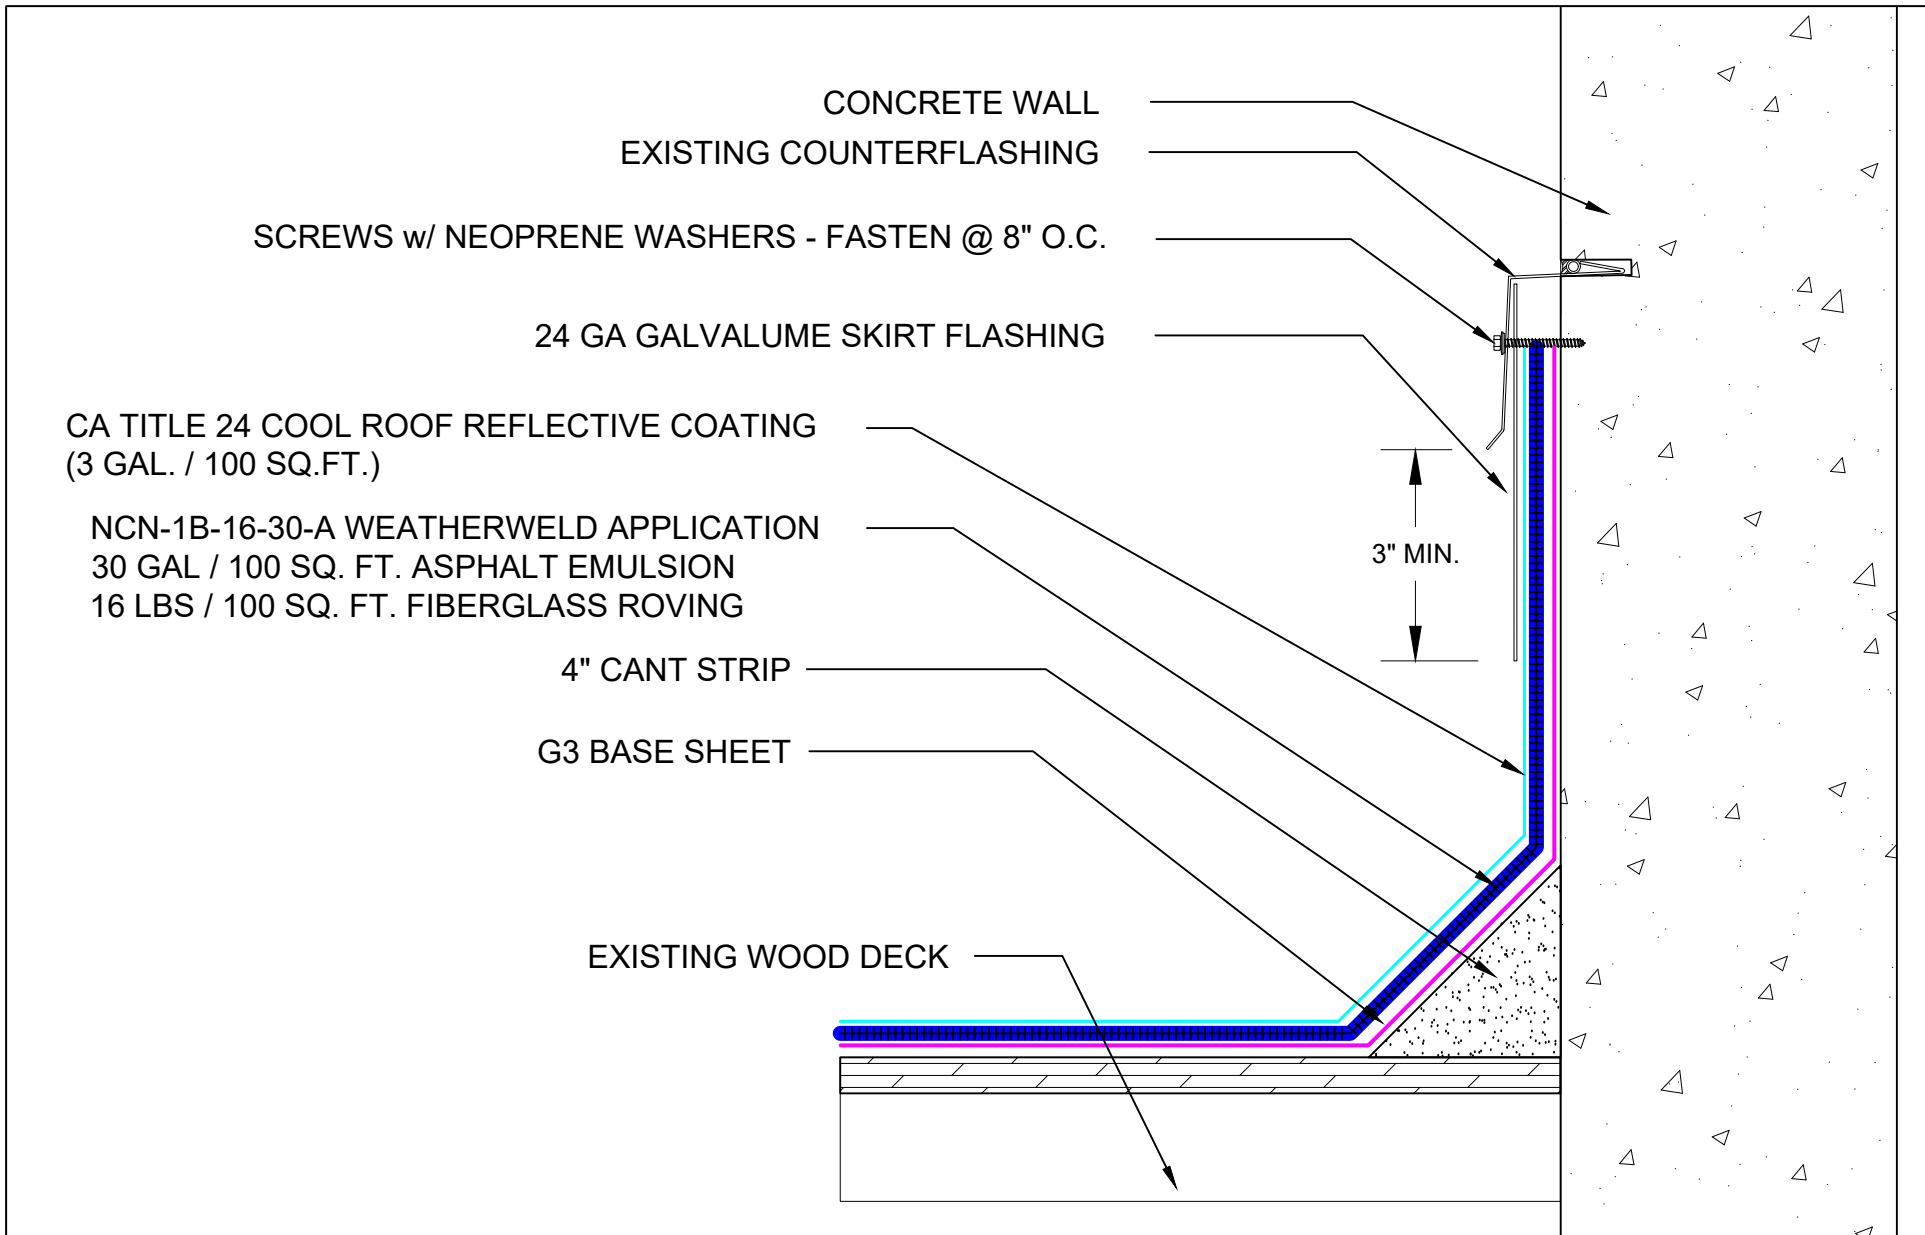 CONCRETE WALL
EXISTING COUNTERFLASHING
SCREWS w/ NEOPRENE WASHERS - FASTEN @ 8" O.C.
24 GA GALVALUME SKIRT FLASHING
CA TITLE 24 COOL ROOF REFLECTIVE COATING
(3 GAL. / 100 SQ.FT.)
NCN-1B-16-30-A WEATHERWELD APPLICATION
30 GAL / 100 SQ. FT. ASPHALT EMULSION
16 LBS / 100 SQ. FT. FIBERGLASS ROVING
3" MIN.
4" CANT STRIP
G3 BASE SHEET
EXISTING WOOD DECK